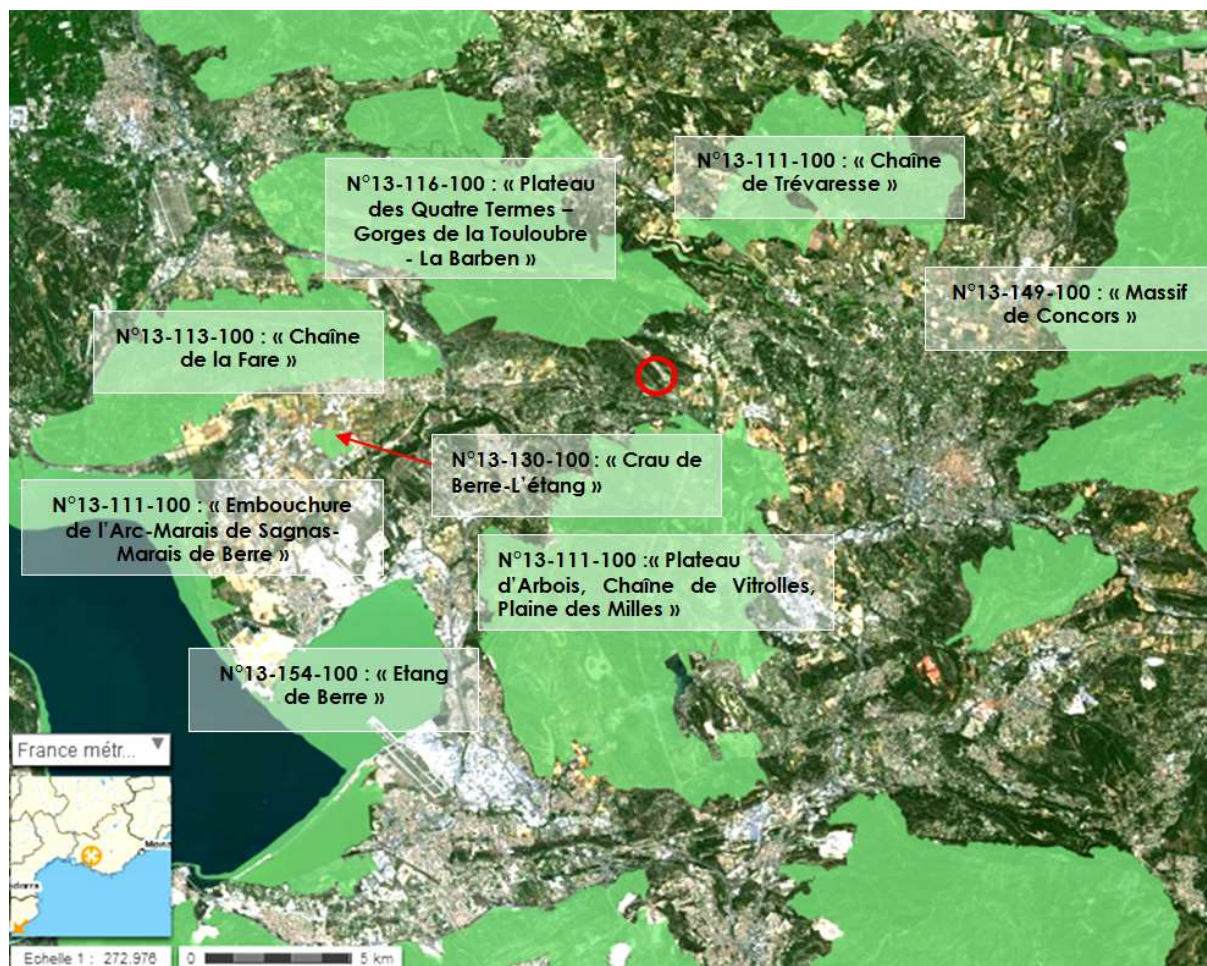 N°13-116-100 : « Plateau
des Quatre Termes –
Gorges de la Touloubre
- La Barben »
N°13-111-100 : « Chaîne
de Trévaresse »
N°13-149-100 : « Massif
de Concors »
N°13-113-100 : « Chaîne
de la Fare »
N°13-130-100 : « Crau de
Berre-L'étang »
N°13-111-100 : « Embouchure
de l'Arc-Marais de Sagnas-
Marais de Berre »
N°13-111-100 :« Plateau
d'Arbois, Chaîne de Vitrolles,
Plaine des Milles »
N°13-154-100 : « Etang
de Berre »
France métr...
Echelle 1 : 272,976
0
5 km